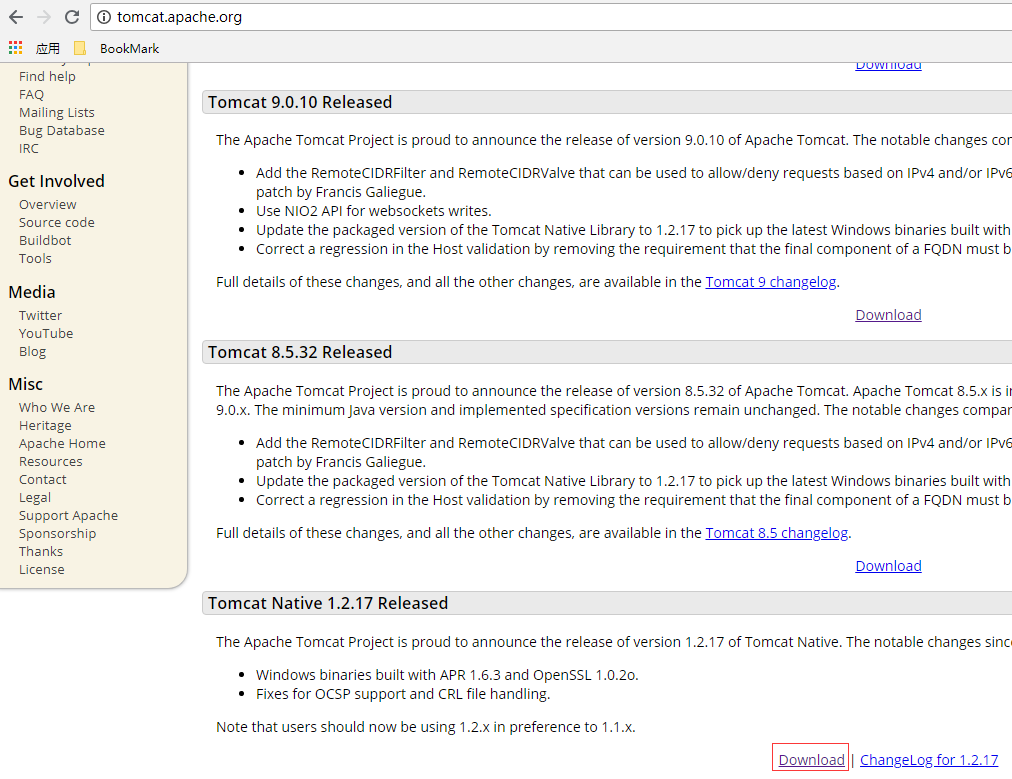 tomcat.apache.org
应用 BookMark
Find help
FAQ
Mailing Lists
Bug Database
IRC
Get Involved
Overview
Source code
Buildbot
Tools
Media
Twitter
YouTube
Blog
Misc
Who We Are
Heritage
Apache Home
Resources
Contact
Legal
Support Apache
Sponsorship
Thanks
License
Download
Tomcat 9.0.10 Released
The Apache Tomcat Project is proud to announce the release of version 9.0.10 of Apache Tomcat. The notable changes
Add the RemoteCIDRFilter and RemoteCIDRValve that can be used to allow/deny requests based on IPv4 and/or IPv6
patch by Francis Galiegue.
Use NIO2 API for websockets writes.
Update the packaged version of the Tomcat Native Library to 1.2.17 to pick up the latest Windows binaries built with
Correct a regression in the Host validation by removing the requirement that the final component of a FQDN must
Full details of these changes, and all the other changes, are available in the Tomcat 9 changelog.
Download
Tomcat 8.5.32 Released
The Apache Tomcat Project is proud to announce the release of version 8.5.32 of Apache Tomcat. Apache Tomcat 8.5.x is
9.0.x. The minimum Java version and implemented specification versions remain unchanged. The notable changes
Add the RemoteCIDRFilter and RemoteCIDRValve that can be used to allow/deny requests based on IPv4 and/or IPv6
patch by Francis Galiegue.
Update the packaged version of the Tomcat Native Library to 1.2.17 to pick up the latest Windows binaries built with
Correct a regression in the Host validation by removing the requirement that the final component of a FQDN must
Full details of these changes, and all the other changes, are available in the Tomcat 8.5 changelog.
Download
Tomcat Native 1.2.17 Released
The Apache Tomcat Project is proud to announce the release of version 1.2.17 of Tomcat Native. The notable changes
Windows binaries built with APR 1.6.3 and OpenSSL 1.0.2o.
Fixes for OCSP support and CRL file handling.
Note that users should now be using 1.2.x in preference to 1.1.x.
Download | ChangeLog for 1.2.17